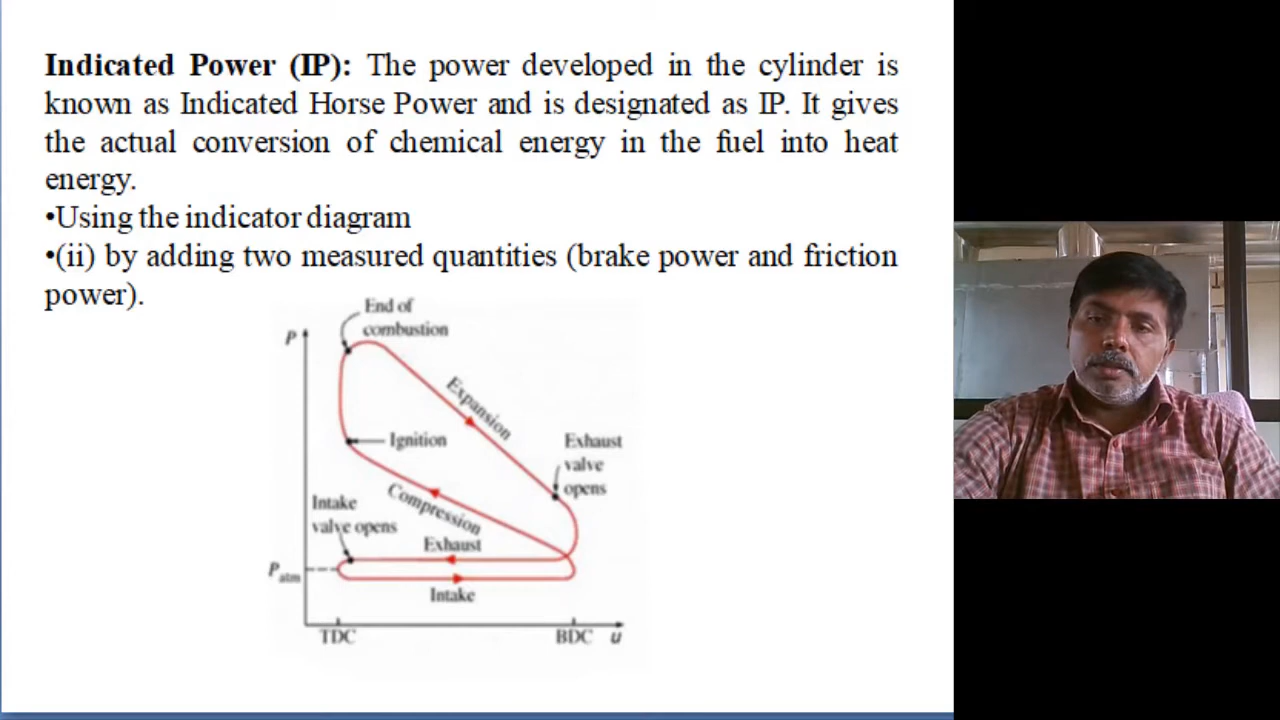 Indicated Power (IP): The power developed in the cylinder is
known as Indicated Horse Power and is designated as IP. It gives
the actual conversion of chemical energy in the fuel into heat
energy.
•Using the indicator diagram
•(ii) by adding two measured quantities (brake power and friction
power).
End of
combustion
P
Expansion
Ignition
Exhaust
valve
opens
Compression
Intake
valve opens
Exhaust
Patm
Intake
TDC
BDC
υ